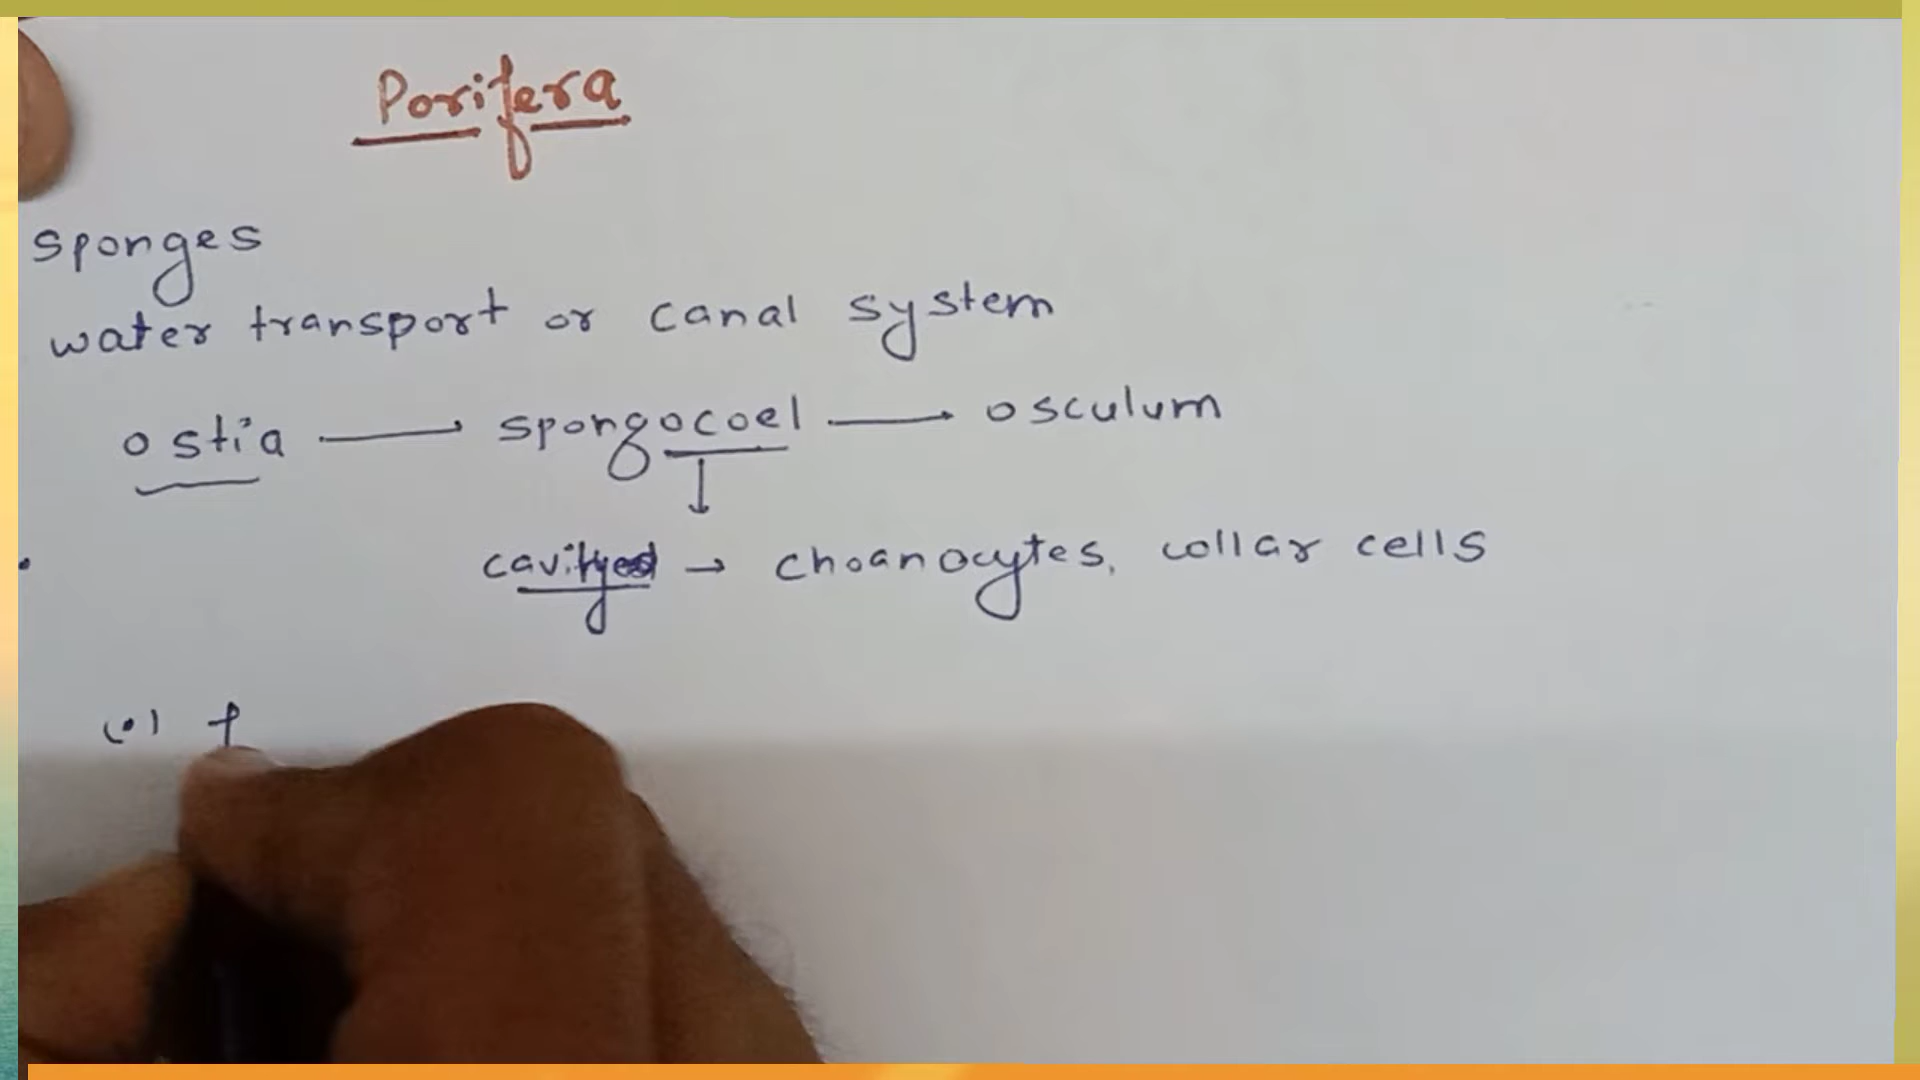 Porifera
sponges
water transport or canal system
ostia → spongocoel → osculum
↓
cavity → choanocytes, collar cells